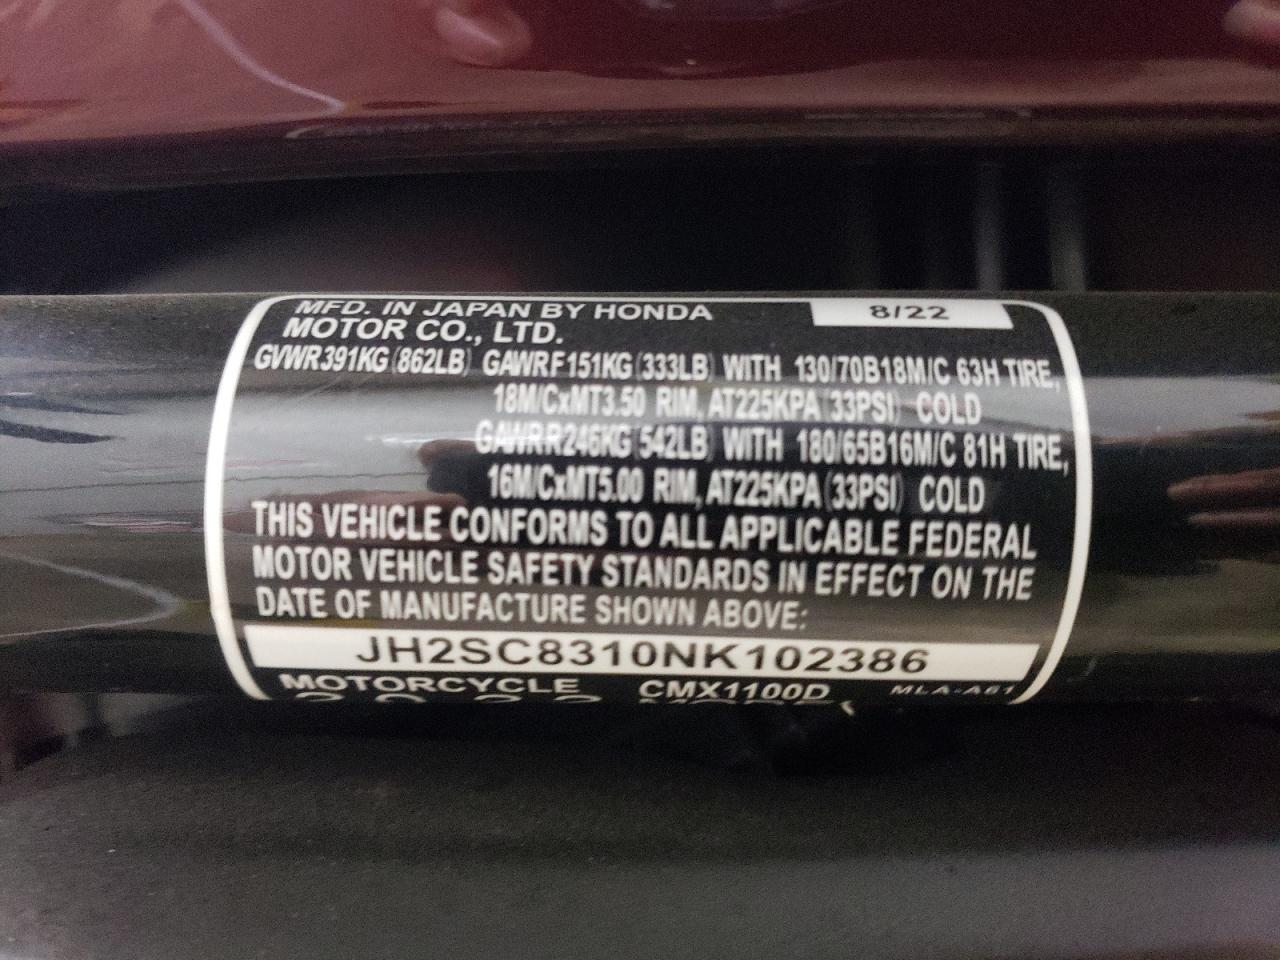 MFD. IN JAPAN BY HONDA 8/22
MOTOR CO., LTD.
GVWR391KG(862LB) GAWRF151KG(333LB) WITH 130/70B18M/C 63H TIRE,
18M/CxMT3.50 RIM, AT225KPA(33PSI) COLD
GAWRR246KG(542LB) WITH 180/65B16M/C 81H TIRE,
16M/CxMT5.00 RIM, AT225KPA(33PSI) COLD
THIS VEHICLE CONFORMS TO ALL APPLICABLE FEDERAL
MOTOR VEHICLE SAFETY STANDARDS IN EFFECT ON THE
DATE OF MANUFACTURE SHOWN ABOVE:
JH2SC8310NK102386
MOTORCYCLE CMX1100D MLA-A61